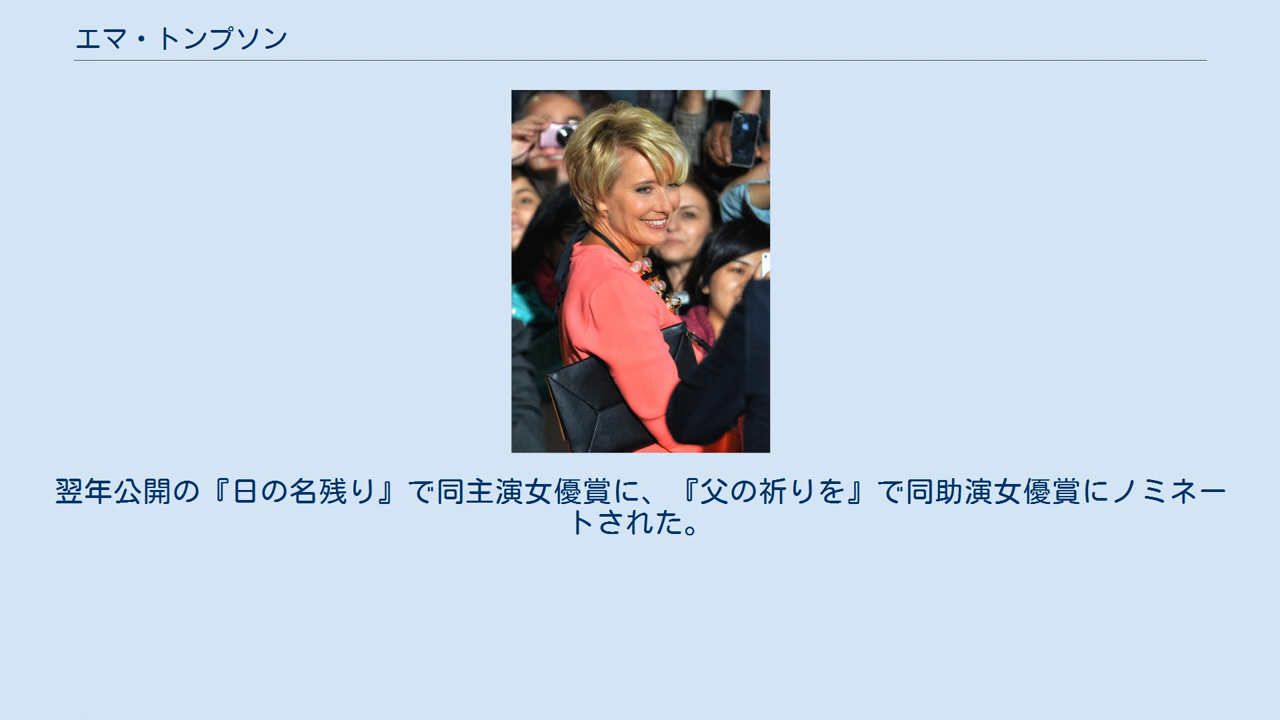 エマ・トンプソン
翌年公開の『日の名残り』で同主演女優賞に、『父の祈りを』で同助演女優賞にノミネー
トされた。